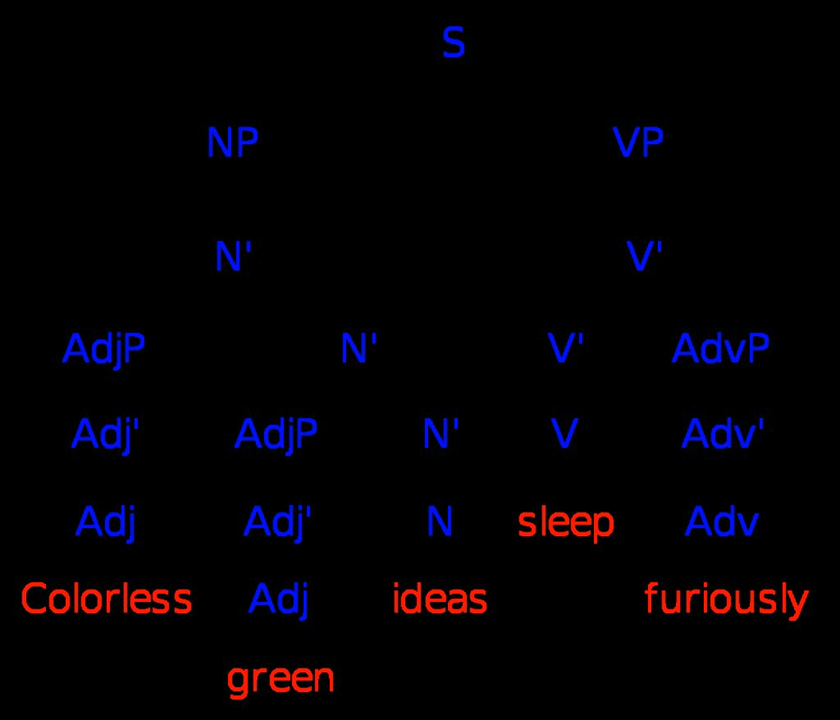 S
NP VP
N' V'
AdjP N' V' AdvP
Adj' AdjP N' V Adv'
Adj Adj' N sleep Adv
Colorless Adj ideas furiously
green